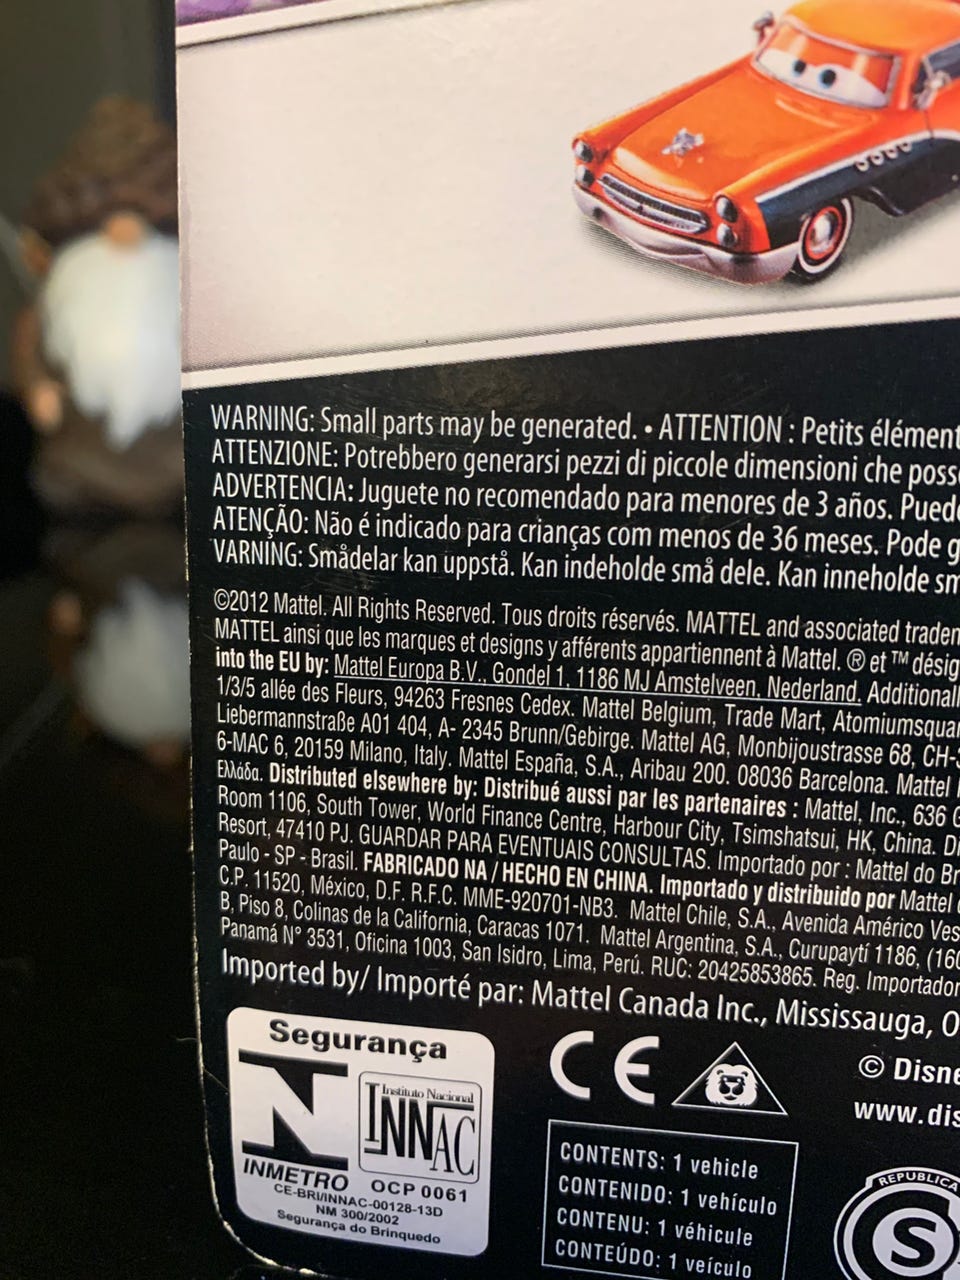 WARNING: Small parts may be generated. • ATTENTION : Petits élément
ATTENZIONE: Potrebbero generarsi pezzi di piccole dimensioni che poss
ADVERTENCIA: Juguete no recomendado para menores de 3 años. Pued
ATENÇÃO: Não é indicado para crianças com menos de 36 meses. Pode g
VARNING: Smådelar kan uppstå. Kan indeholde små dele. Kan inneholde sm
©2012 Mattel. All Rights Reserved. Tous droits réservés. MATTEL and associated traden
MATTEL ainsi que les marques et designs y afférents appartiennent à Mattel. ® et ™ désig
into the EU by: Mattel Europa B.V., Gondel 1, 1186 MJ Amstelveen, Nederland. Additionall
1/3/5 allée des Fleurs, 94263 Fresnes Cedex. Mattel Belgium, Trade Mart, Atomiumsquar
Liebermannstraße A01 404, A- 2345 Brunn/Gebirge. Mattel AG, Monbijoustrasse 68, CH-3
6-MAC 6, 20159 Milano, Italy. Mattel España, S.A., Aribau 200. 08036 Barcelona. Mattel
Ελλάδα. Distributed elsewhere by: Distribué aussi par les partenaires : Mattel, Inc., 636 G
Room 1106, South Tower, World Finance Centre, Harbour City, Tsimshatsui, HK, China. Di
Resort, 47410 PJ. GUARDAR PARA EVENTUAIS CONSULTAS. Importado por : Mattel do Br
Paulo - SP - Brasil. FABRICADO NA / HECHO EN CHINA. Importado y distribuido por Mattel
C.P. 11520, México, D.F. R.F.C. MME-920701-NB3. Mattel Chile, S.A., Avenida Américo Ves
B, Piso 8, Colinas de la California, Caracas 1071. Mattel Argentina, S.A., Curupaytí 1186, (160
Panamá N° 3531, Oficina 1003, San Isidro, Lima, Perú. RUC: 20425853865. Reg. Importador
Imported by/ Importé par: Mattel Canada Inc., Mississauga, O
Segurança
Instituto Nacional
INNAC
INMETRO OCP 0061
CE-BRI/INNAC-00128-13D
NM 300/2002
Segurança do Brinquedo
CE
CONTENTS: 1 vehicle
CONTENIDO: 1 vehículo
CONTENU: 1 véhicule
CONTEÚDO: 1 veículo
© Disne
www.dis
REPUBLICA
S